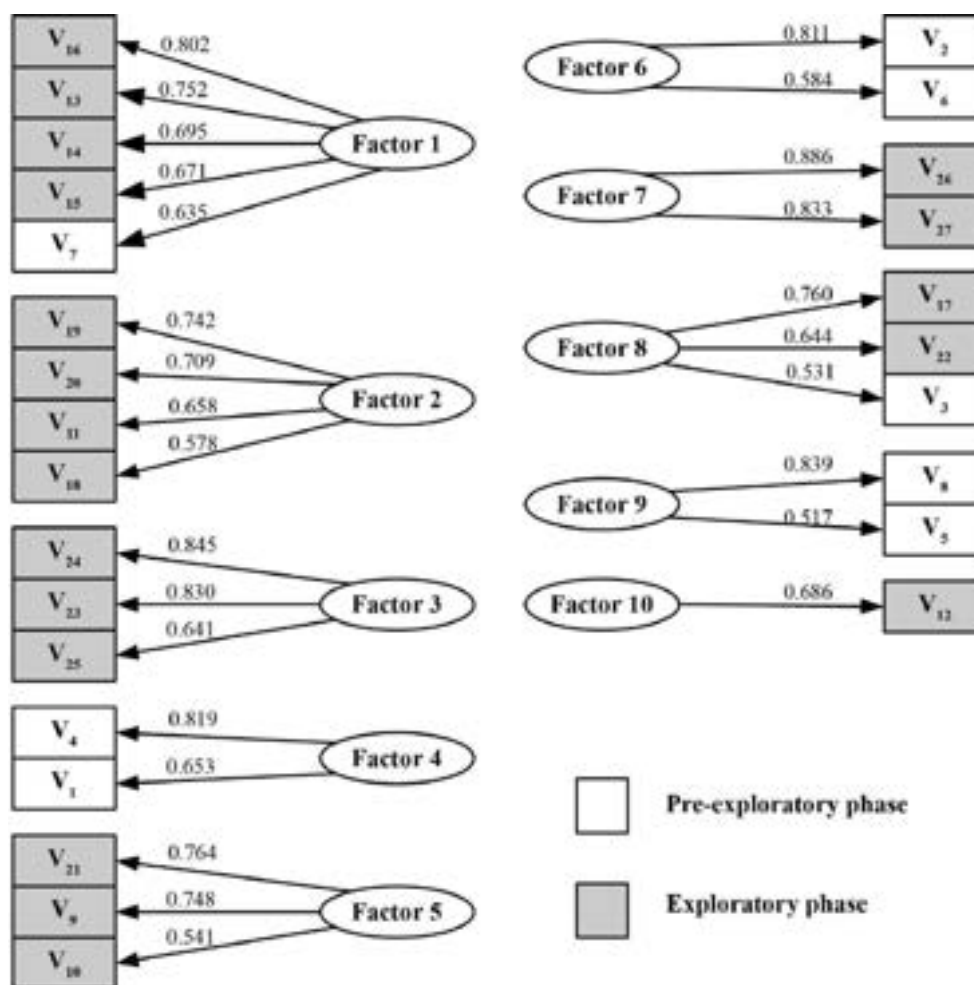 V16
0.802
V13
0.752
V14
0.695
Factor 1
V15
0.671
V7
0.635
V19
0.742
V20
0.709
Factor 2
V11
0.658
V18
0.578
V24
0.845
V23
0.830
Factor 3
V25
0.641
V4
0.819
Factor 4
V1
0.653
V21
0.764
V9
0.748
Factor 5
V10
0.541
Factor 6
0.811
V2
0.584
V6
Factor 7
0.886
V26
0.833
V27
Factor 8
0.760
V17
0.644
V22
0.531
V3
Factor 9
0.839
V8
0.517
V5
Factor 10
0.686
V12
Pre-exploratory phase
Exploratory phase